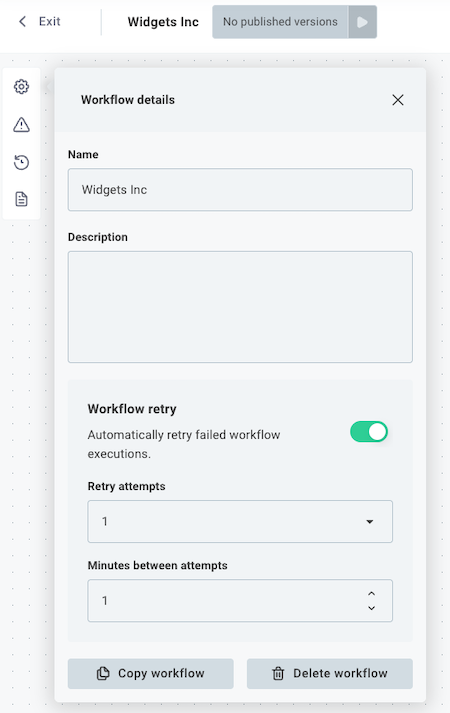 Exit
Widgets Inc
No published versions
Workflow details
Name
Widgets Inc
Description
Workflow retry
Automatically retry failed workflow
executions.
Retry attempts
1
Minutes between attempts
1
Copy workflow
Delete workflow